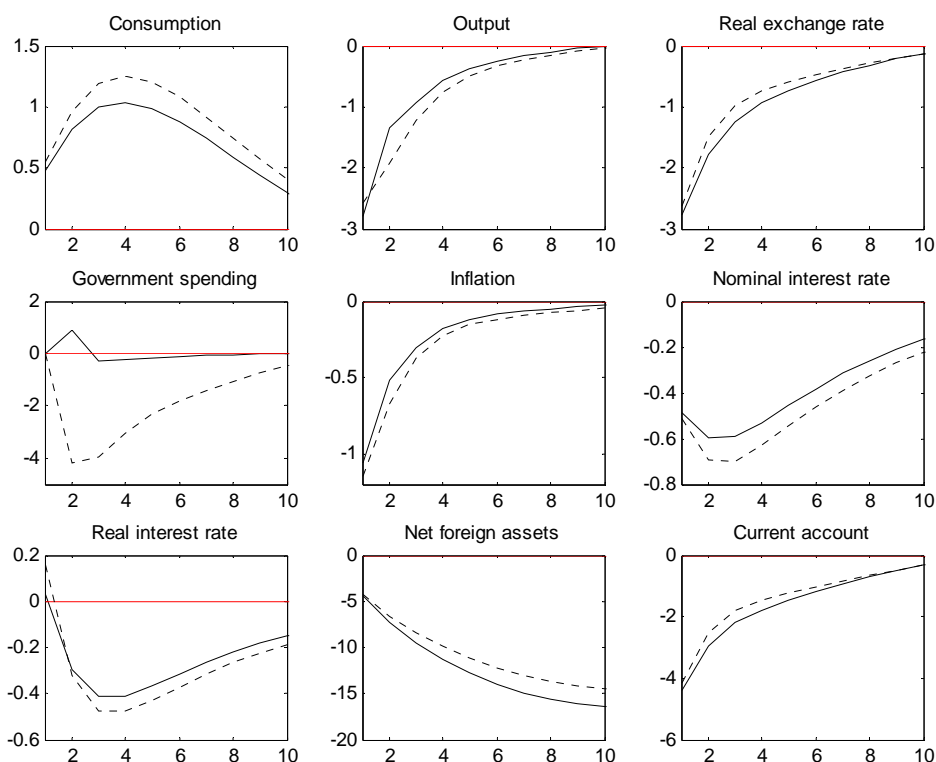 Consumption
1.5
1
0.5
0
2 4 6 8 10
Output
0
-1
-2
-3
2 4 6 8 10
Real exchange rate
0
-1
-2
-3
2 4 6 8 10
Government spending
2
0
-2
-4
2 4 6 8 10
Inflation
0
-0.5
-1
2 4 6 8 10
Nominal interest rate
0
-0.2
-0.4
-0.6
-0.8
2 4 6 8 10
Real interest rate
0.2
0
-0.2
-0.4
-0.6
2 4 6 8 10
Net foreign assets
0
-5
-10
-15
-20
2 4 6 8 10
Current account
0
-2
-4
-6
2 4 6 8 10